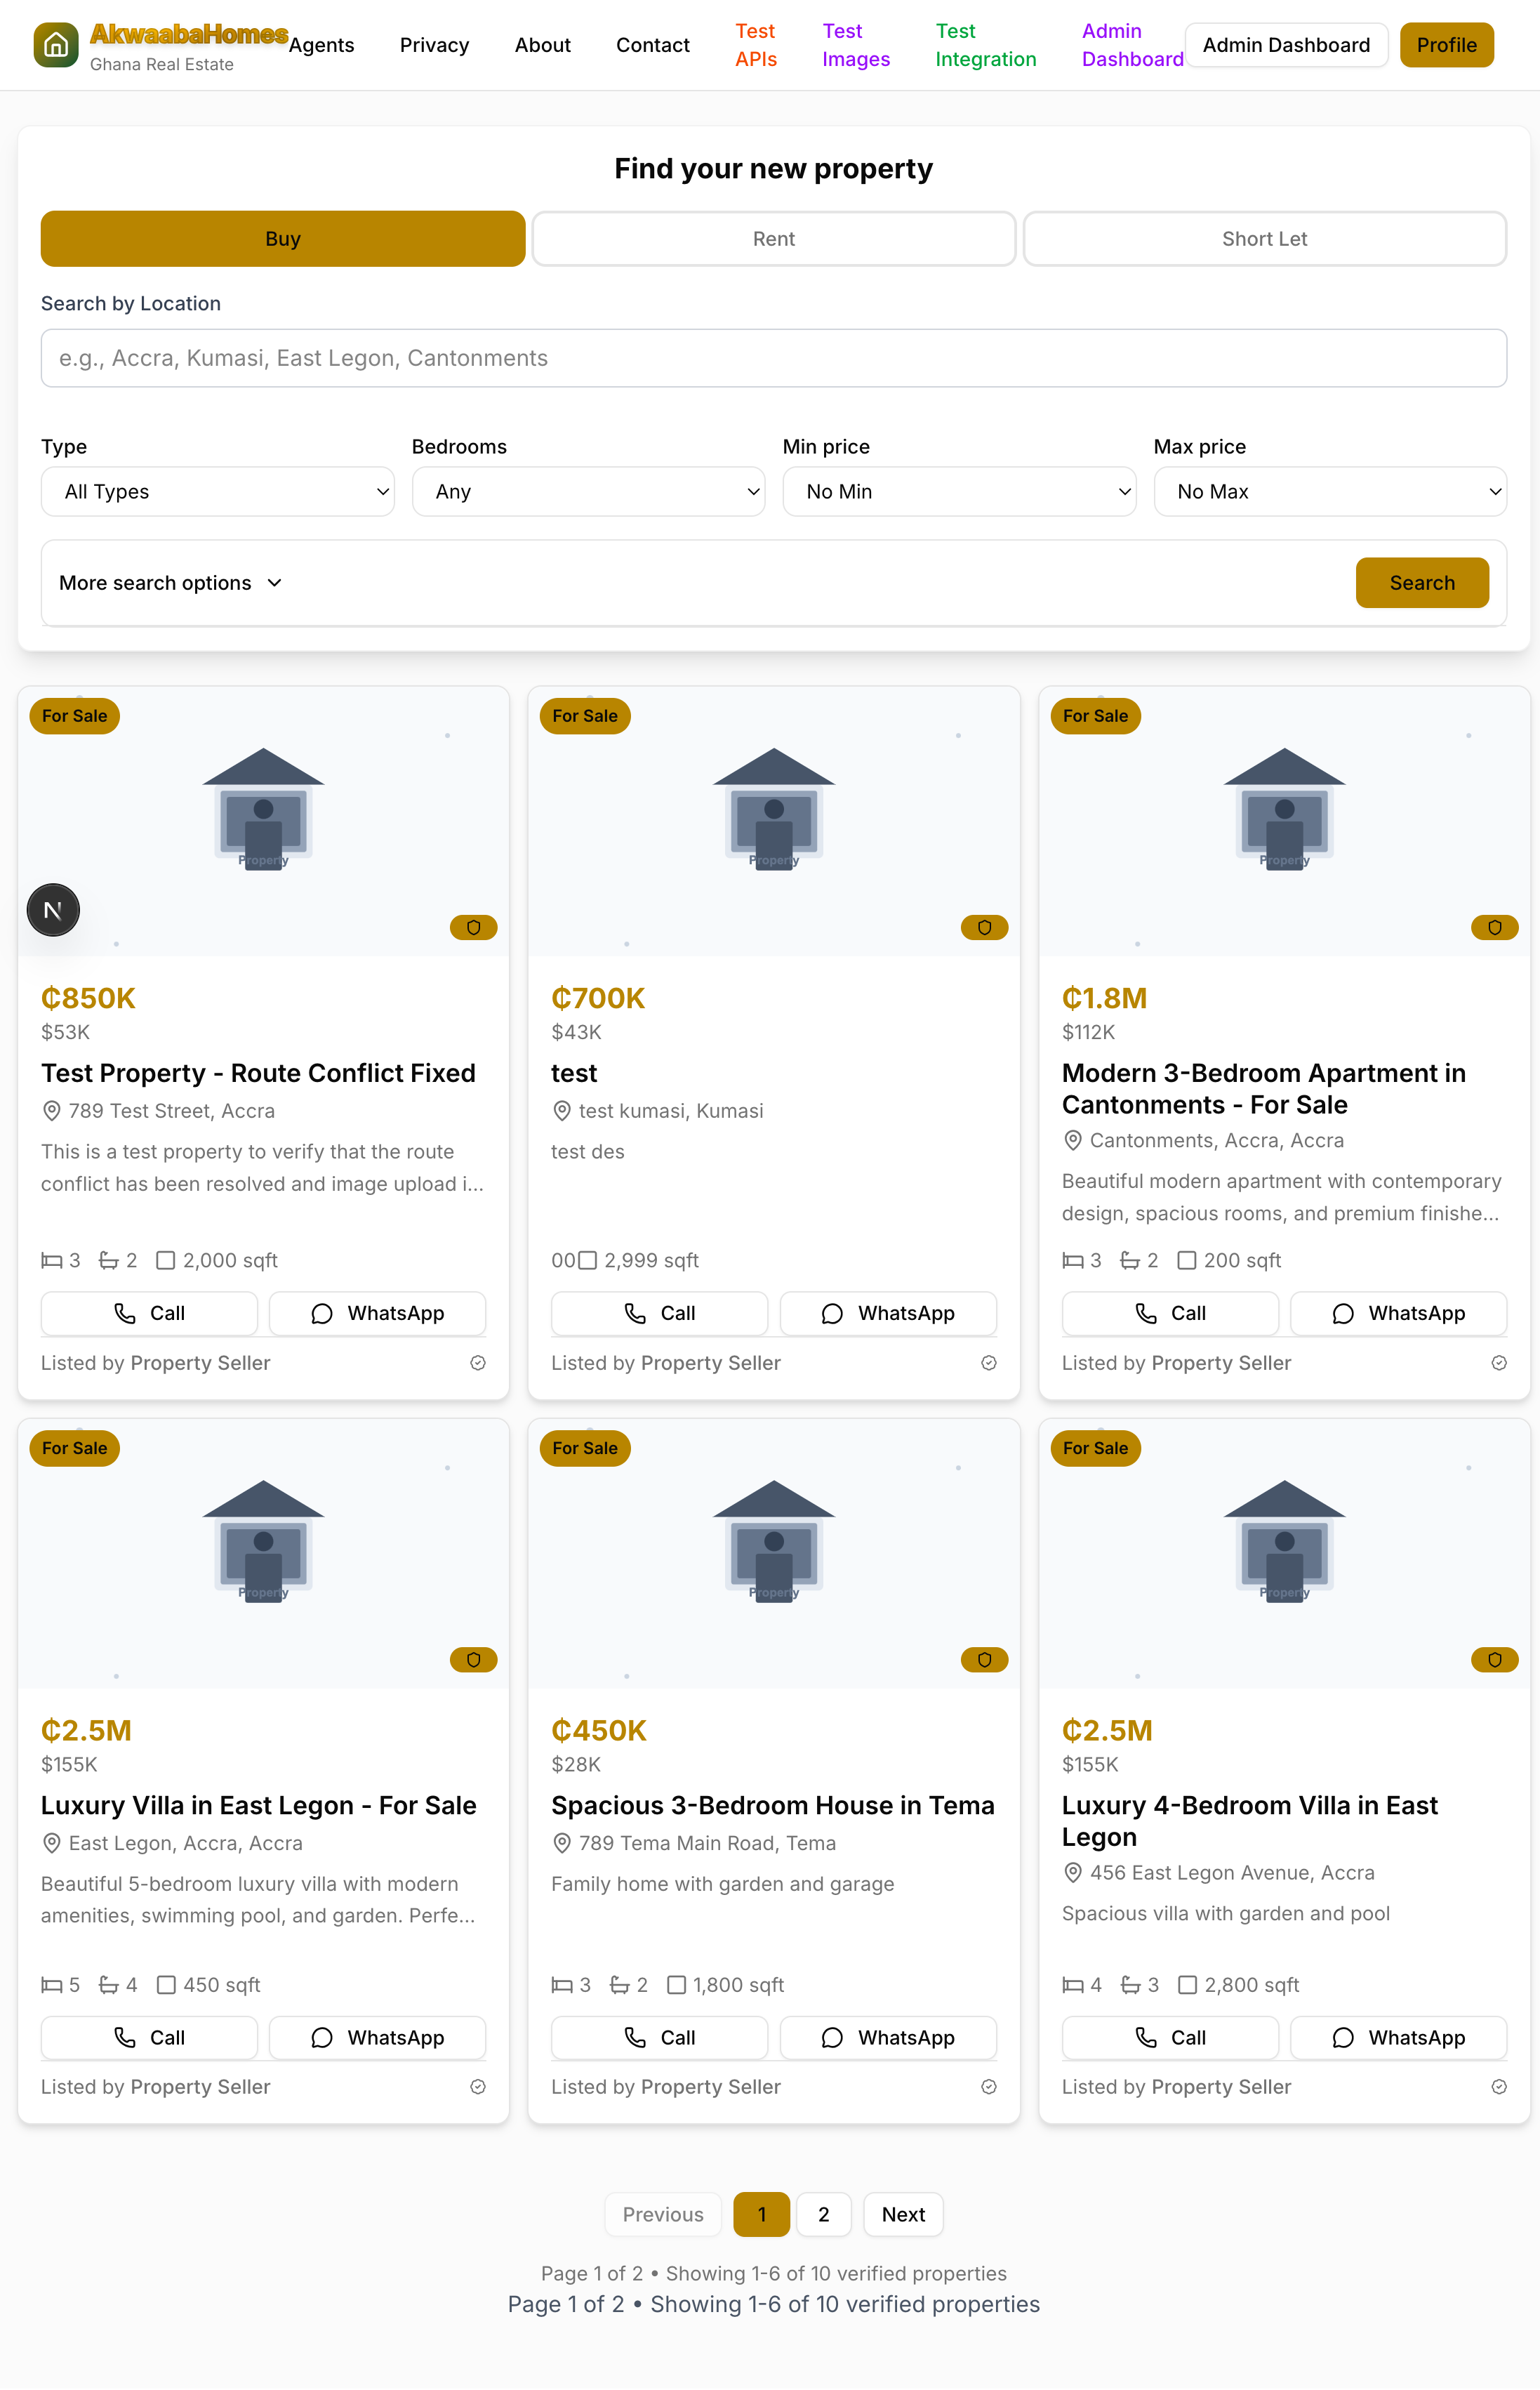 AkwaabaHomes
Ghana Real Estate
Agents
Privacy
About
Contact
Test
APIs
Test
Images
Test
Integration
Admin
Dashboard
Admin Dashboard
Profile
Find your new property
Buy
Rent
Short Let
Search by Location
e.g., Accra, Kumasi, East Legon, Cantonments
Type
Bedrooms
Min price
Max price
All Types
Any
No Min
No Max
More search options
Search
For Sale
Property
N
₵850K
$53K
Test Property - Route Conflict Fixed
789 Test Street, Accra
This is a test property to verify that the route
conflict has been resolved and image upload i...
3 2 2,000 sqft
Call
WhatsApp
Listed by Property Seller
For Sale
Property
₵700K
$43K
test
test kumasi, Kumasi
test des
00 2,999 sqft
Call
WhatsApp
Listed by Property Seller
For Sale
Property
₵1.8M
$112K
Modern 3-Bedroom Apartment in
Cantonments - For Sale
Cantonments, Accra, Accra
Beautiful modern apartment with contemporary
design, spacious rooms, and premium finishe...
3 2 200 sqft
Call
WhatsApp
Listed by Property Seller
For Sale
Property
₵2.5M
$155K
Luxury Villa in East Legon - For Sale
East Legon, Accra, Accra
Beautiful 5-bedroom luxury villa with modern
amenities, swimming pool, and garden. Perfe...
5 4 450 sqft
Call
WhatsApp
Listed by Property Seller
For Sale
Property
₵450K
$28K
Spacious 3-Bedroom House in Tema
789 Tema Main Road, Tema
Family home with garden and garage
3 2 1,800 sqft
Call
WhatsApp
Listed by Property Seller
For Sale
Property
₵2.5M
$155K
Luxury 4-Bedroom Villa in East
Legon
456 East Legon Avenue, Accra
Spacious villa with garden and pool
4 3 2,800 sqft
Call
WhatsApp
Listed by Property Seller
Previous
1
2
Next
Page 1 of 2 • Showing 1-6 of 10 verified properties
Page 1 of 2 • Showing 1-6 of 10 verified properties